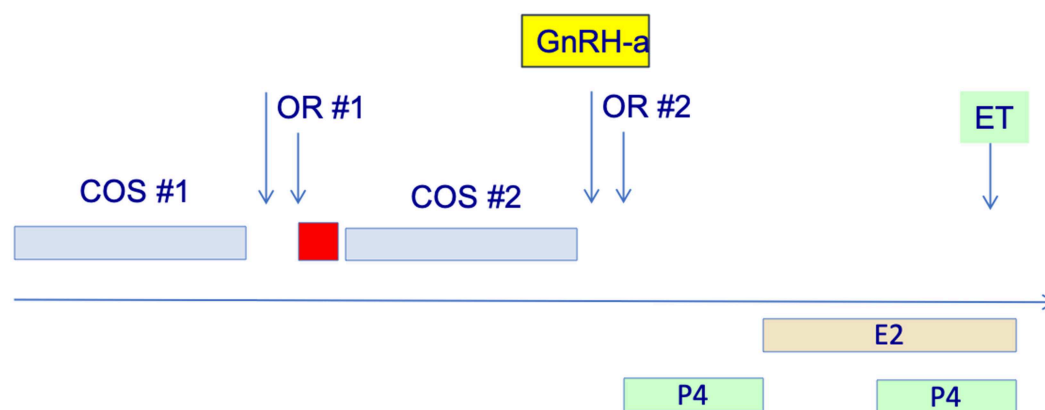 GnRH-a
OR #1
OR #2
ET
COS #1
COS #2
E2
P4
P4